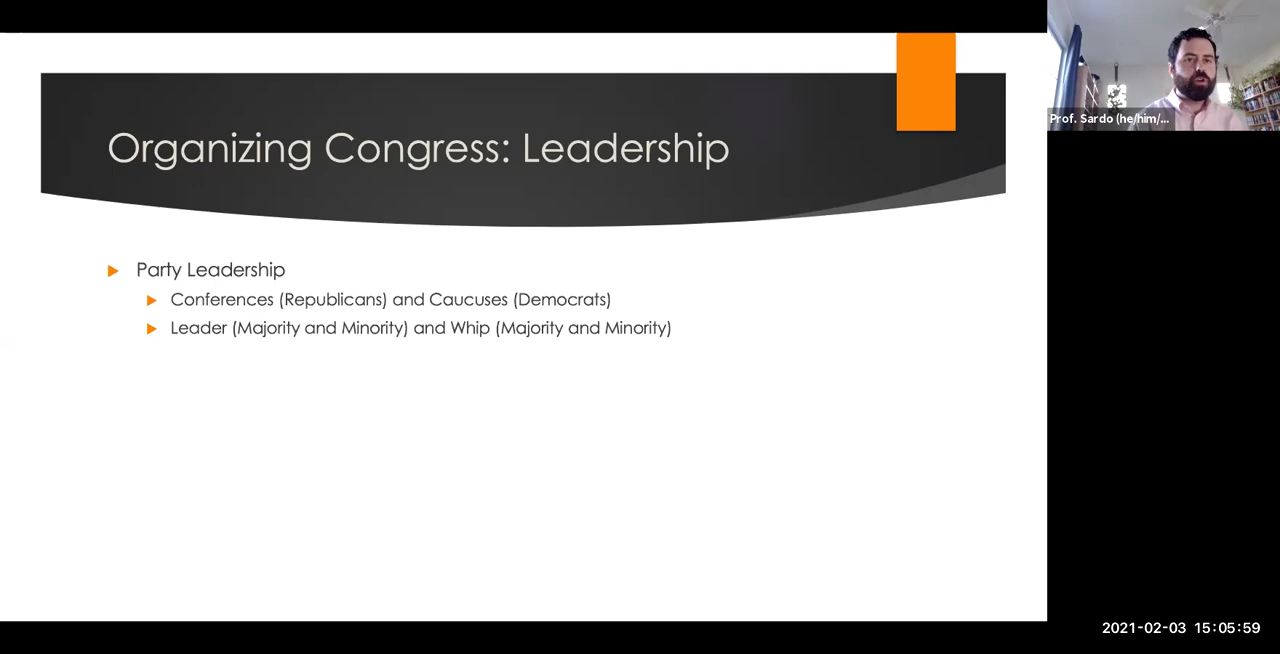 Organizing Congress: Leadership
Party Leadership
Conferences (Republicans) and Caucuses (Democrats)
Leader (Majority and Minority) and Whip (Majority and Minority)
Prof. Sardo (he/him/...
2021-02-03 15:05:59